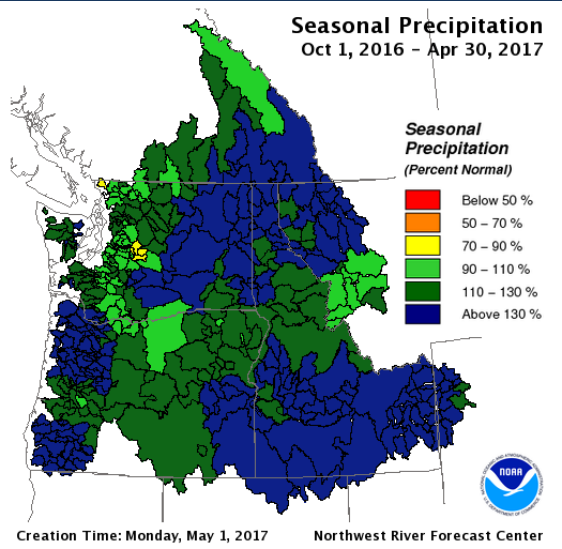 Seasonal Precipitation
Oct 1, 2016 – Apr 30, 2017
Seasonal
Precipitation
(Percent Normal)
Below 50 %
50 – 70 %
70 – 90 %
90 – 110 %
110 – 130 %
Above 130 %
NOAA
Creation Time: Monday, May 1, 2017
Northwest River Forecast Center